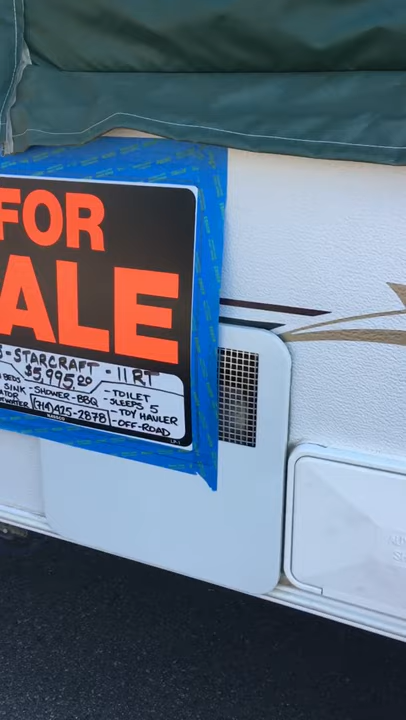 FOR
ALE
-STARCRAFT-11RT
$5,995.00
BEDS
SINK -SHOWER-BBQ
(714)425-2878
-TOILET
-SLEEPS 5
-TOY HAULER
-OFF-ROAD